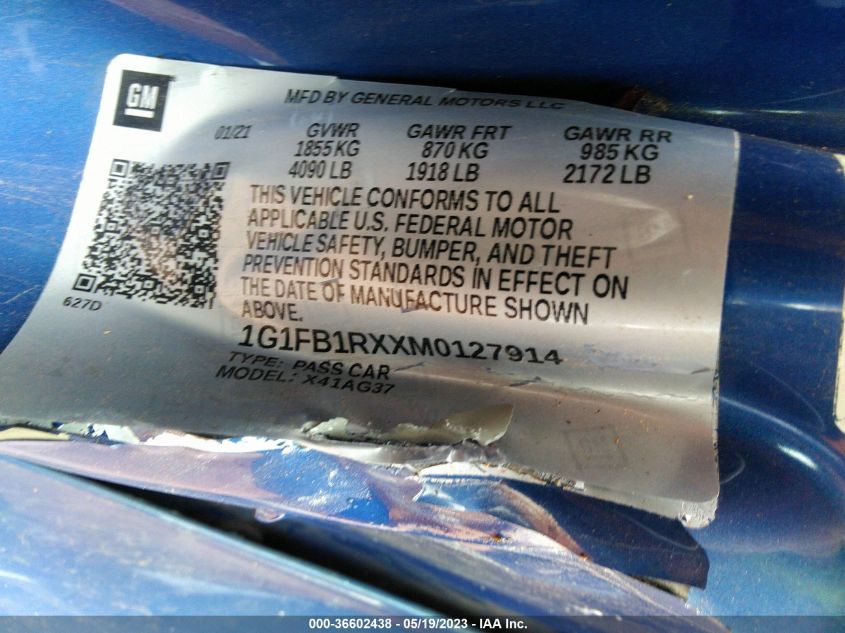 GM
MFD BY GENERAL MOTORS LLC
01/21 GVWR GAWR FRT GAWR RR
1855 KG 870 KG 985 KG
4090 LB 1918 LB 2172 LB
THIS VEHICLE CONFORMS TO ALL
APPLICABLE U.S. FEDERAL MOTOR
VEHICLE SAFETY, BUMPER, AND THEFT
PREVENTION STANDARDS IN EFFECT ON
THE DATE OF MANUFACTURE SHOWN
ABOVE.
627D
1G1FB1RXXM0127914
TYPE: PASS CAR
MODEL: X41AG37
GM
000-36602438 - 05/19/2023 - IAA Inc.